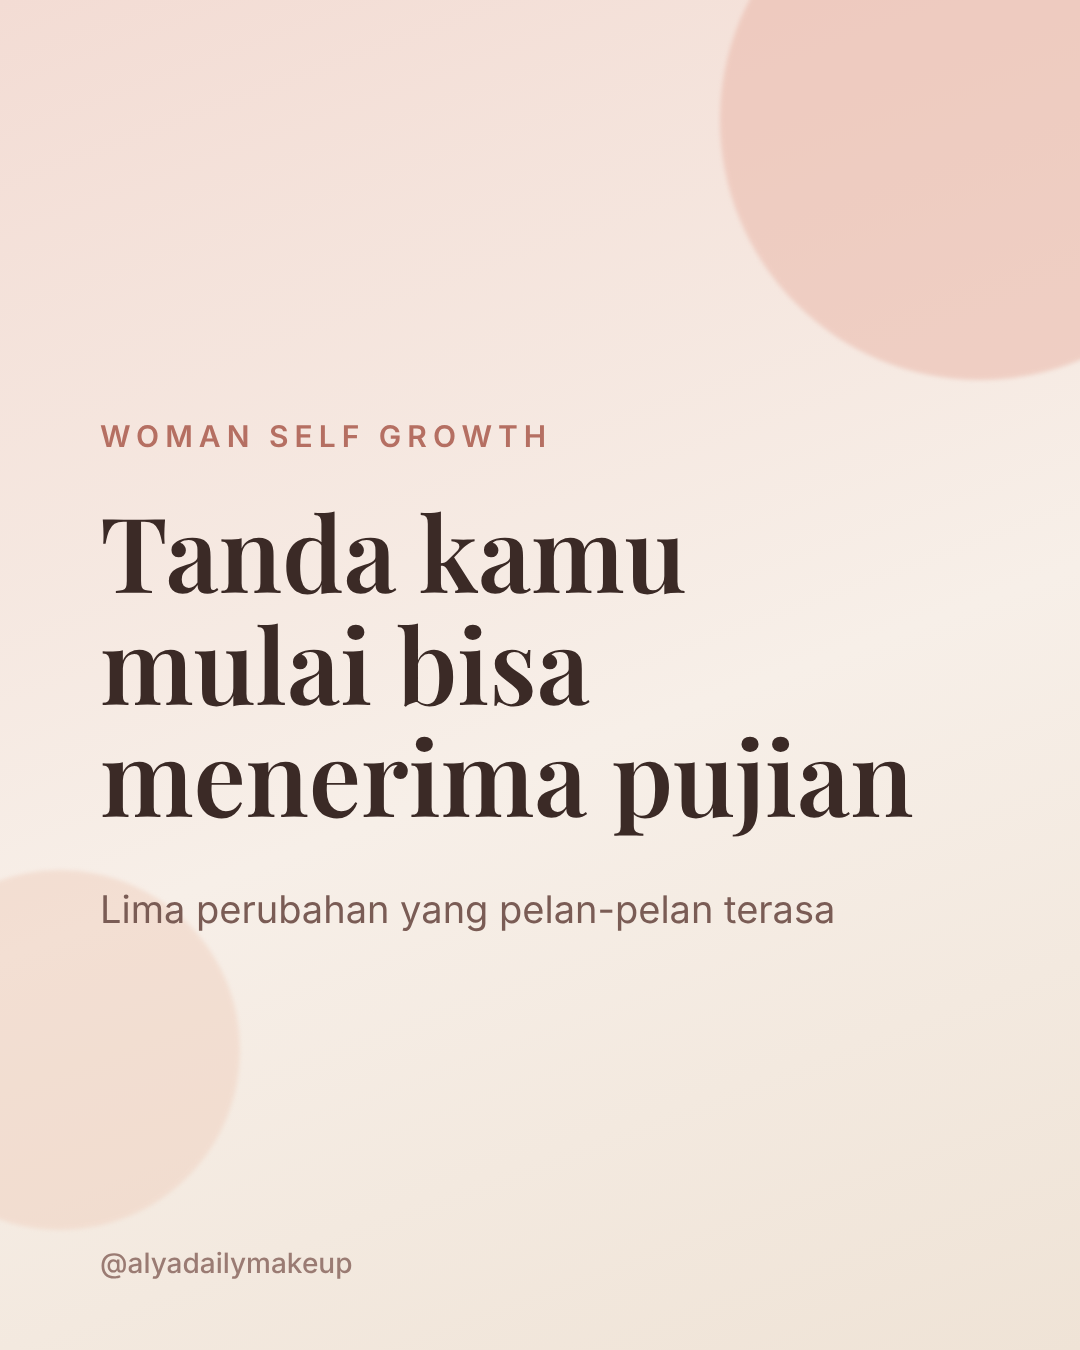 WOMAN SELF GROWTH
Tanda kamu
mulai bisa
menerima pujian
Lima perubahan yang pelan-pelan terasa
@alyadailymakeup